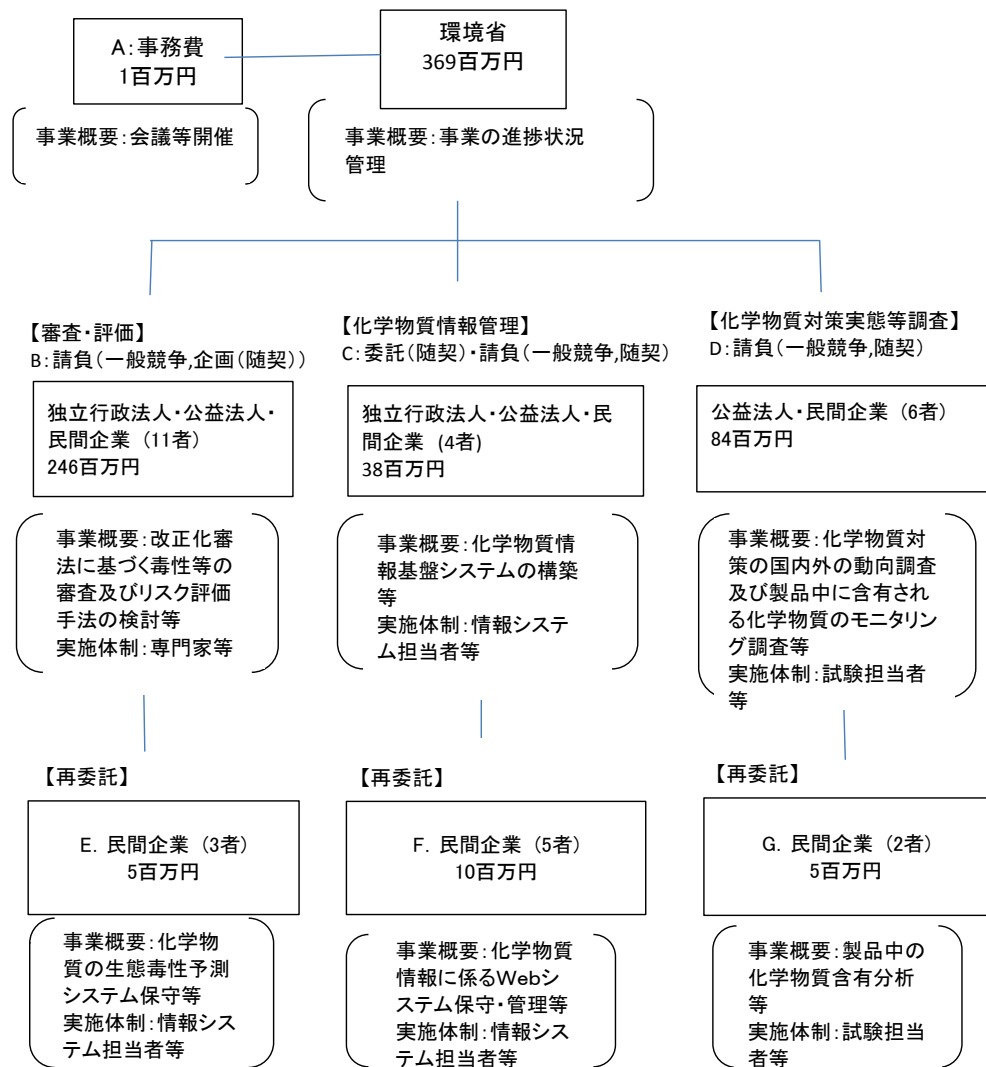 A:事務費
1百万円
環境省
369百万円
事業概要:会議等開催
事業概要:事業の進捗状況
管理
【審査・評価】
B:請負(一般競争,企画(随契))
独立行政法人・公益法人・
民間企業 (11者)
246百万円
事業概要:改正化審
法に基づく毒性等の
審査及びリスク評価
手法の検討等
実施体制:専門家等
【化学物質情報管理】
C:委託(随契)・請負(一般競争,随契)
独立行政法人・公益法人・民
間企業 (4者)
38百万円
事業概要:化学物質情
報基盤システムの構築
等
実施体制:情報システ
ム担当者等
【化学物質対策実態等調査】
D:請負(一般競争,随契)
公益法人・民間企業 (6者)
84百万円
事業概要:化学物質対
策の国内外の動向調査
及び製品中に含有され
る化学物質のモニタリン
グ調査等
実施体制:試験担当者
等
【再委託】
E. 民間企業 (3者)
5百万円
事業概要:化学物
質の生態毒性予測
システム保守等
実施体制:情報シス
テム担当者等
【再委託】
F. 民間企業 (5者)
10百万円
事業概要:化学物質
情報に係るWebシ
ステム保守・管理等
実施体制:情報シス
テム担当者等
【再委託】
G. 民間企業 (2者)
5百万円
事業概要:製品中の
化学物質含有分析
等
実施体制:試験担当
者等